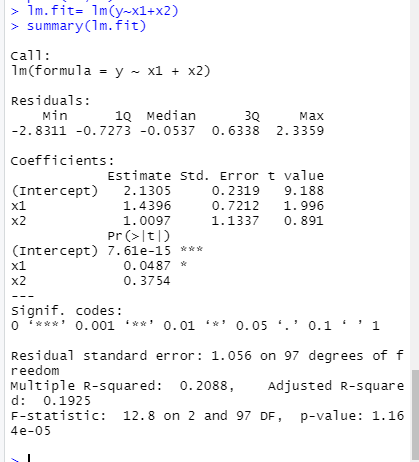 > lm.fit= lm(y~x1+x2)
> summary(lm.fit)
Call:
lm(formula = y ~ x1 + x2)
Residuals:
    Min      1Q  Median      3Q     Max
-2.8311 -0.7273 -0.0537  0.6338  2.3359
Coefficients:
            Estimate Std. Error t value
(Intercept)   2.1305     0.2319   9.188
x1            1.4396     0.7212   1.996
x2            1.0097     1.1337   0.891
            Pr(>|t|)
(Intercept) 7.61e-15 ***
x1            0.0487 *
x2            0.3754
---
Signif. codes:
0 ‘***’ 0.001 ‘**’ 0.01 ‘*’ 0.05 ‘.’ 0.1 ‘ ’ 1
Residual standard error: 1.056 on 97 degrees of f
reedom
Multiple R-squared:  0.2088,	Adjusted R-square
d:  0.1925
F-statistic:  12.8 on 2 and 97 DF,  p-value: 1.16
4e-05
>